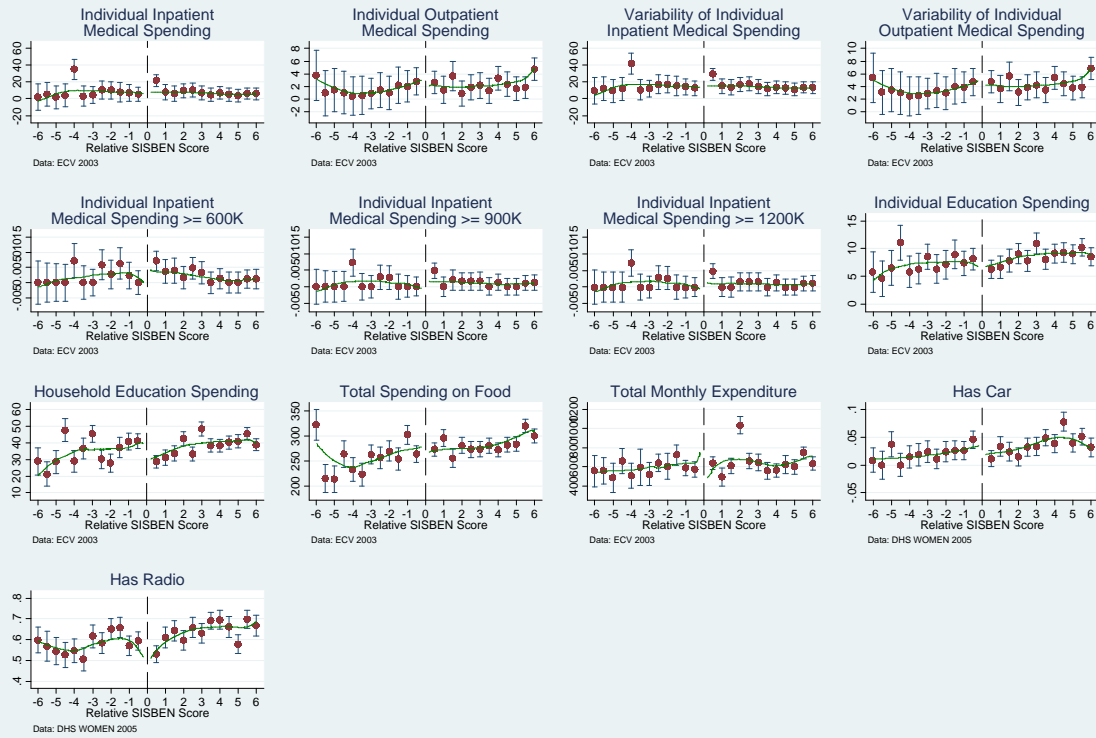 Individual Inpatient
Medical Spending
-20 0 20 40 60
-6 -5 -4 -3 -2 -1 0 1 2 3 4 5 6
Relative SISBEN Score
Data: ECV 2003
Individual Outpatient
Medical Spending
-2 0 2 4 6 8
-6 -5 -4 -3 -2 -1 0 1 2 3 4 5 6
Relative SISBEN Score
Data: ECV 2003
Variability of Individual
Inpatient Medical Spending
-20 0 20 40 60
-6 -5 -4 -3 -2 -1 0 1 2 3 4 5 6
Relative SISBEN Score
Data: ECV 2003
Variability of Individual
Outpatient Medical Spending
0 2 4 6 8 10
-6 -5 -4 -3 -2 -1 0 1 2 3 4 5 6
Relative SISBEN Score
Data: ECV 2003
Individual Inpatient
Medical Spending >= 600K
-6 -5 -4 -3 -2 -1 0 1 2 3 4 5 6
Relative SISBEN Score
Data: ECV 2003
Individual Inpatient
Medical Spending >= 900K
-6 -5 -4 -3 -2 -1 0 1 2 3 4 5 6
Relative SISBEN Score
Data: ECV 2003
Individual Inpatient
Medical Spending >= 1200K
-6 -5 -4 -3 -2 -1 0 1 2 3 4 5 6
Relative SISBEN Score
Data: ECV 2003
Individual Education Spending
0 5 10 15
-6 -5 -4 -3 -2 -1 0 1 2 3 4 5 6
Relative SISBEN Score
Data: ECV 2003
Household Education Spending
10 20 30 40 50 60
-6 -5 -4 -3 -2 -1 0 1 2 3 4 5 6
Relative SISBEN Score
Data: ECV 2003
Total Spending on Food
200 250 300 350
-6 -5 -4 -3 -2 -1 0 1 2 3 4 5 6
Relative SISBEN Score
Data: ECV 2003
Total Monthly Expenditure
-6 -5 -4 -3 -2 -1 0 1 2 3 4 5 6
Relative SISBEN Score
Data: ECV 2003
Has Car
-.05 0 .05 .1
-6 -5 -4 -3 -2 -1 0 1 2 3 4 5 6
Relative SISBEN Score
Data: DHS WOMEN 2005
Has Radio
.4 .5 .6 .7 .8
-6 -5 -4 -3 -2 -1 0 1 2 3 4 5 6
Relative SISBEN Score
Data: DHS WOMEN 2005